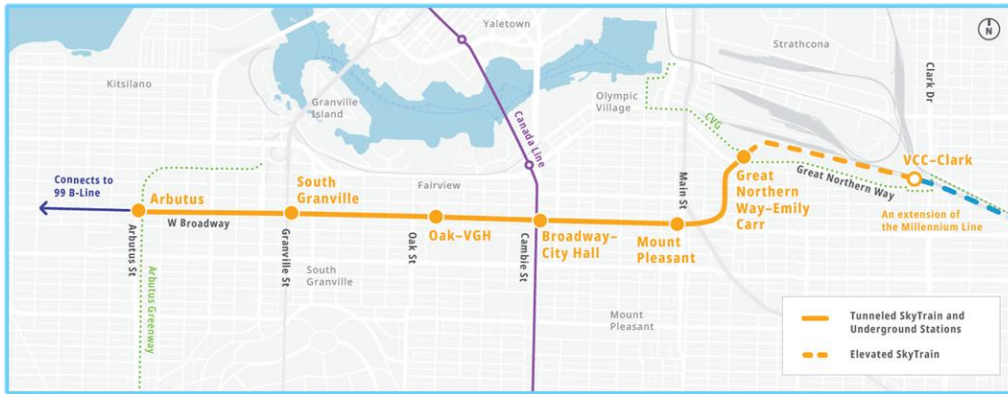 Yaletown
N
Strathcona
Clark Dr
Kitsilano
Granville
Island
Olympic
Village
Canada Line
CVG
VCC–Clark
Great Northern Way
Connects to
99 B-Line
Arbutus
South
Granville
Fairview
Main St
Great
Northern
Way–Emily
Carr
An extension of
the Millennium Line
W Broadway
Oak–VGH
Broadway–
City Hall
Mount
Pleasant
Arbutus St
Granville St
Oak St
Cambie St
Arbutus Greenway
South
Granville
Mount
Pleasant
Tunneled SkyTrain and
Underground Stations
Elevated SkyTrain